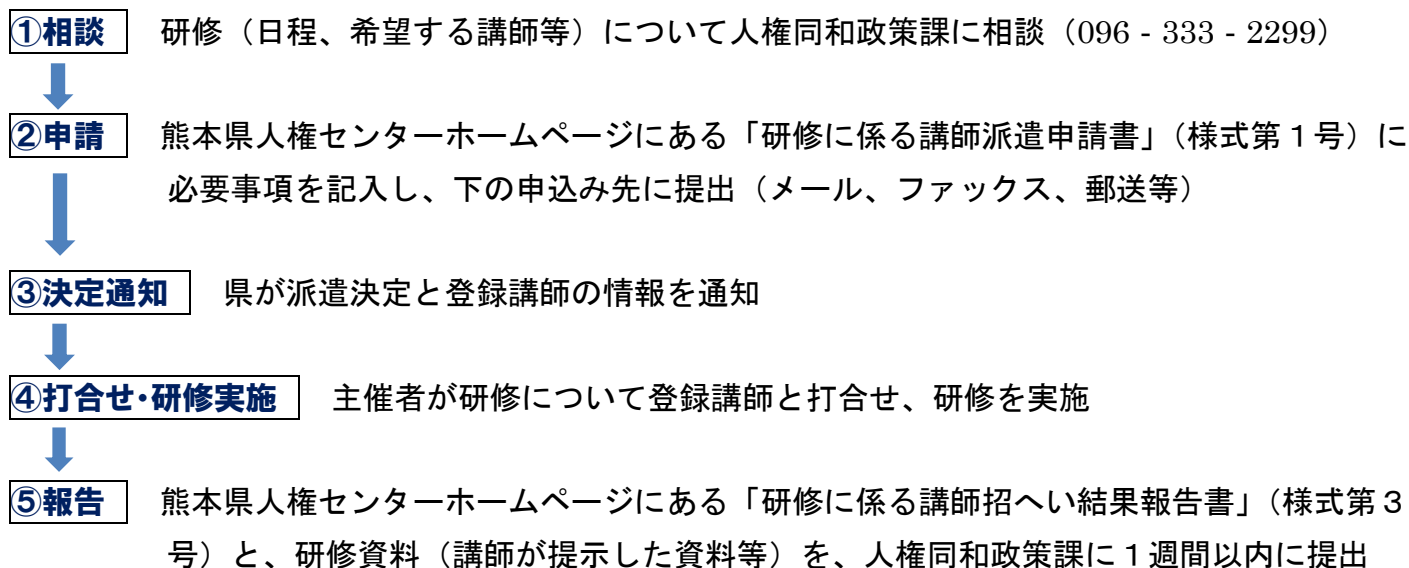 ①相談 研修（日程、希望する講師等）について人権同和政策課に相談（096 - 333 - 2299）
②申請 熊本県人権センターホームページにある「研修に係る講師派遣申請書」（様式第１号）に
必要事項を記入し、下の申込み先に提出（メール、ファックス、郵送等）
③決定通知 県が派遣決定と登録講師の情報を通知
④打合せ・研修実施 主催者が研修について登録講師と打合せ、研修を実施
⑤報告 熊本県人権センターホームページにある「研修に係る講師招へい結果報告書」（様式第３
号）と、研修資料（講師が提示した資料等）を、人権同和政策課に１週間以内に提出